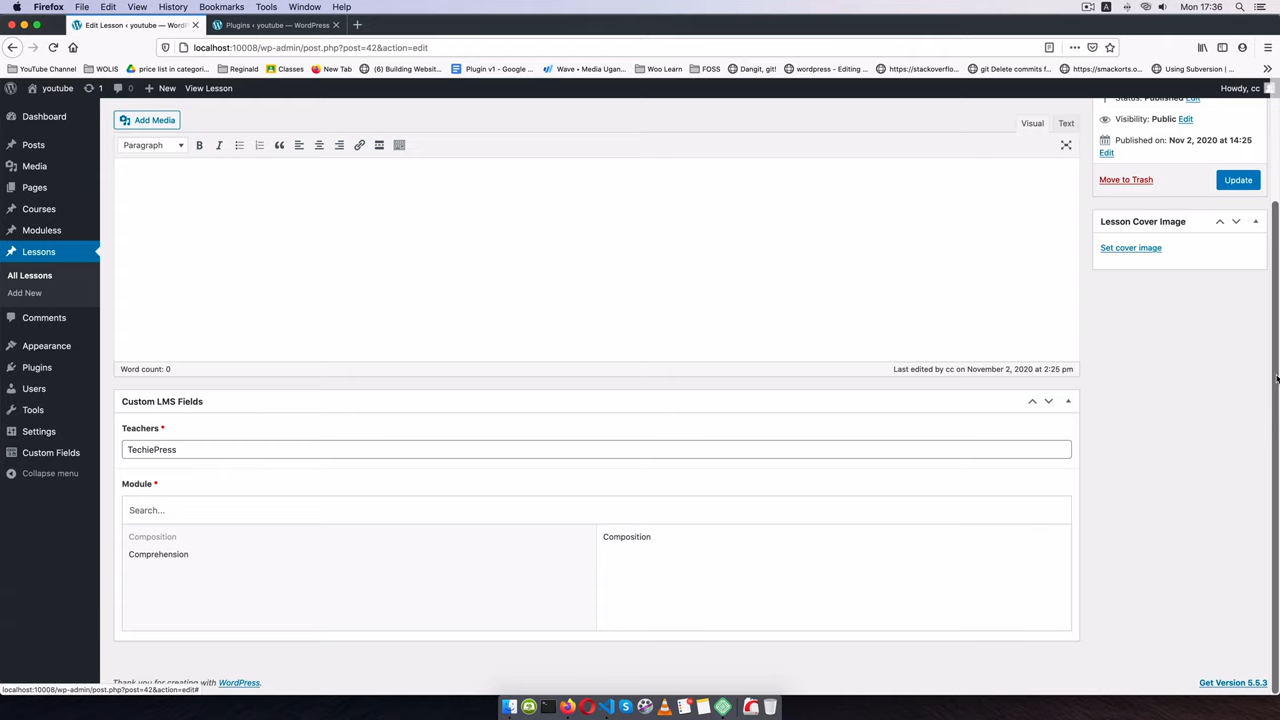 Firefox File Edit View History Bookmarks Tools Window Help
A
Mon 17:36
Edit Lesson ‹ youtube — WordP
Plugins ‹ youtube — WordPress
localhost:10008/wp-admin/post.php?post=42&action=edit
YouTube Channel WOLIS price list in categori... Reginald Classes New Tab (6) Building Websit... Plugin v1 - Google ... Wave • Media Ugan... Woo Learn FOSS Dangit, git! wordpress - Editing ... https://stackoverflo... git Delete commits f... https://smackorts.o... Using Subversion |...
youtube 1 0 New View Lesson
Howdy, cc
Dashboard
Posts
Media
Pages
Courses
Moduless
Lessons
All Lessons
Add New
Comments
Appearance
Plugins
Users
Tools
Settings
Custom Fields
Collapse menu
Add Media
Visual Text
Paragraph
B I
Word count: 0
Last edited by cc on November 2, 2020 at 2:25 pm
Custom LMS Fields
Teachers *
TechiePress
Module *
Search...
Composition
Comprehension
Composition
Status: Published Edit
Visibility: Public Edit
Published on: Nov 2, 2020 at 14:25
Edit
Move to Trash
Update
Lesson Cover Image
Set cover image
Thank you for creating with WordPress.
Get Version 5.5.3
localhost:10008/wp-admin/post.php?post=42&action=edit#